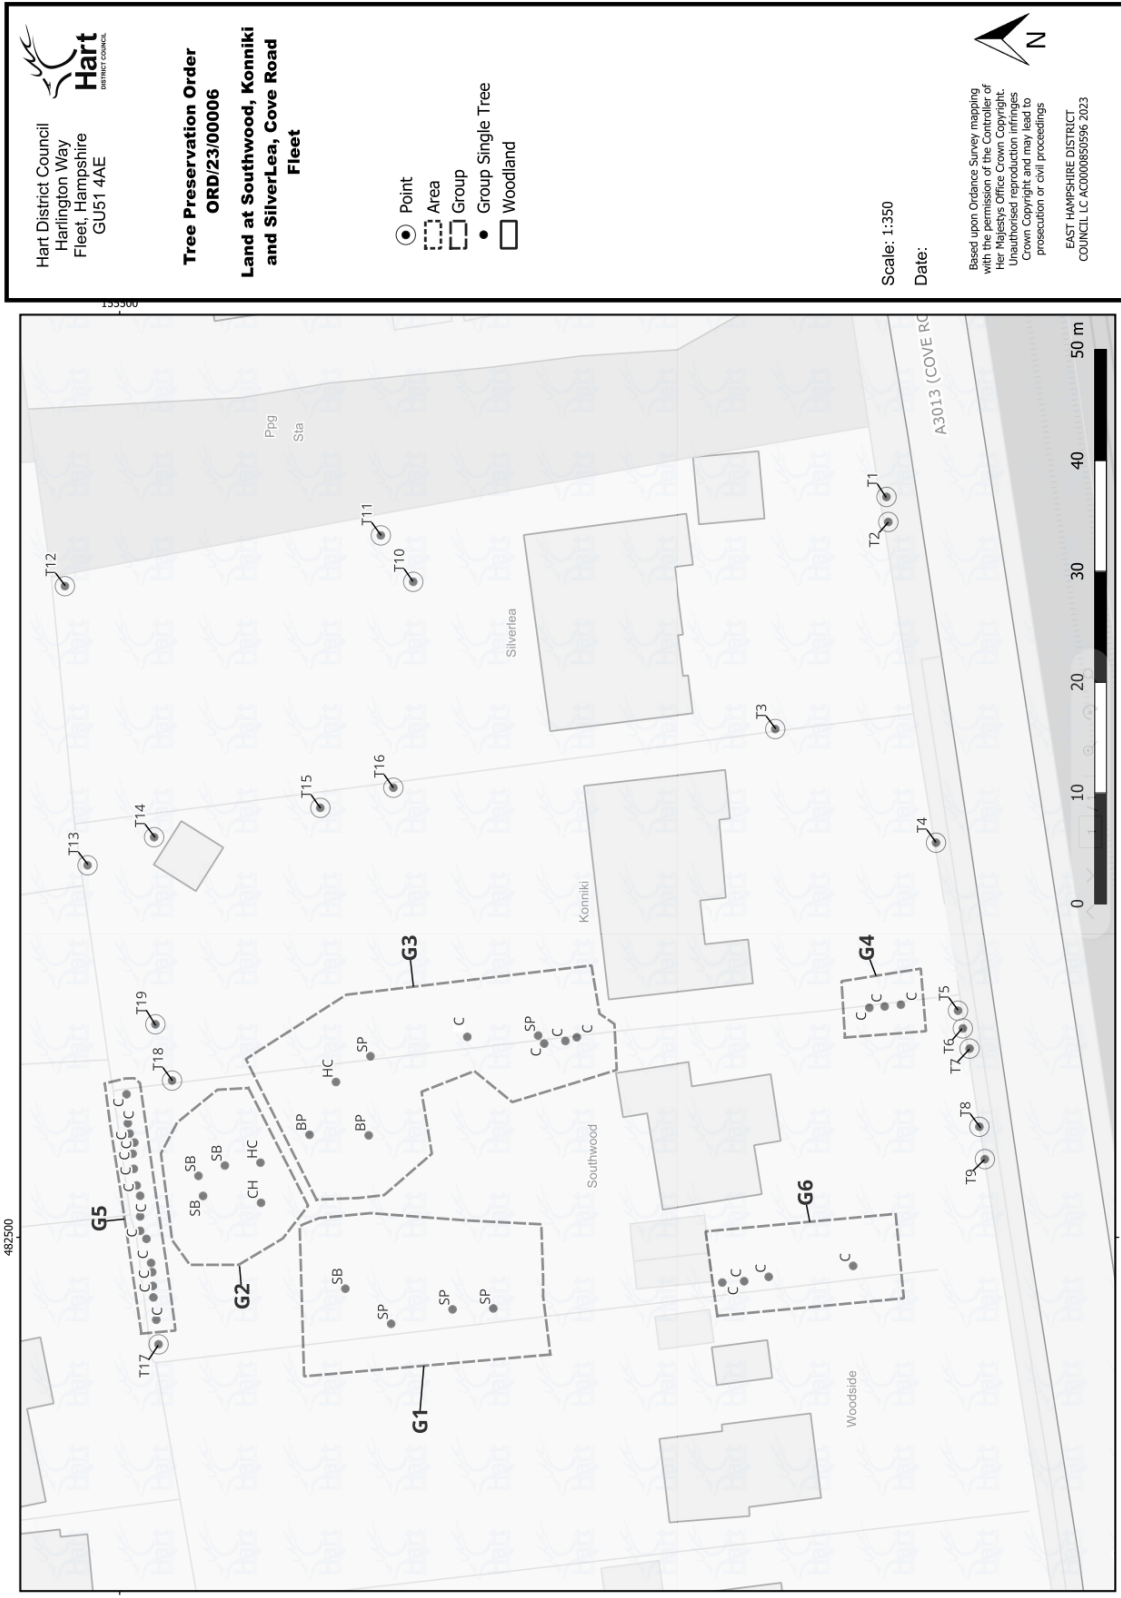 Hart
DISTRICT COUNCIL
Hart District Council
Harlington Way
Fleet, Hampshire
GU51 4AE
Tree Preservation Order
ORD/23/00006
Land at Southwood, Konniki
and SilverLea, Cove Road
Fleet
Point
Area
Group
Group Single Tree
Woodland
Scale: 1:350
Date:
Based upon Ordance Survey mapping
with the permission of the Controller of
Her Majestys Office Crown Copyright.
Unauthorised reproduction infringes
Crown Copyright and may lead to
prosecution or civil proceedings
EAST HAMPSHIRE DISTRICT
COUNCIL LC AC0000850596 2023
N
155500
482500
Ppg
Sta
A3013 (COVE RO
Silverlea
Konniki
Southwood
Woodside
T12
T11
T10
T1
T2
T3
T4
T13
T14
T15
T16
T19
T18
T17
T5
T6
T7
T8
T9
G3
HC
SP
BP
BP
C
SP
C
C
C
G4
C
C
C
G5
C
C
C
C
C
C
C
C
C
C
C
C
C
G2
SB
SB
SB
HC
CH
G1
SB
SP
SP
SP
G6
C
C
C
C
0
10
20
30
40
50 m